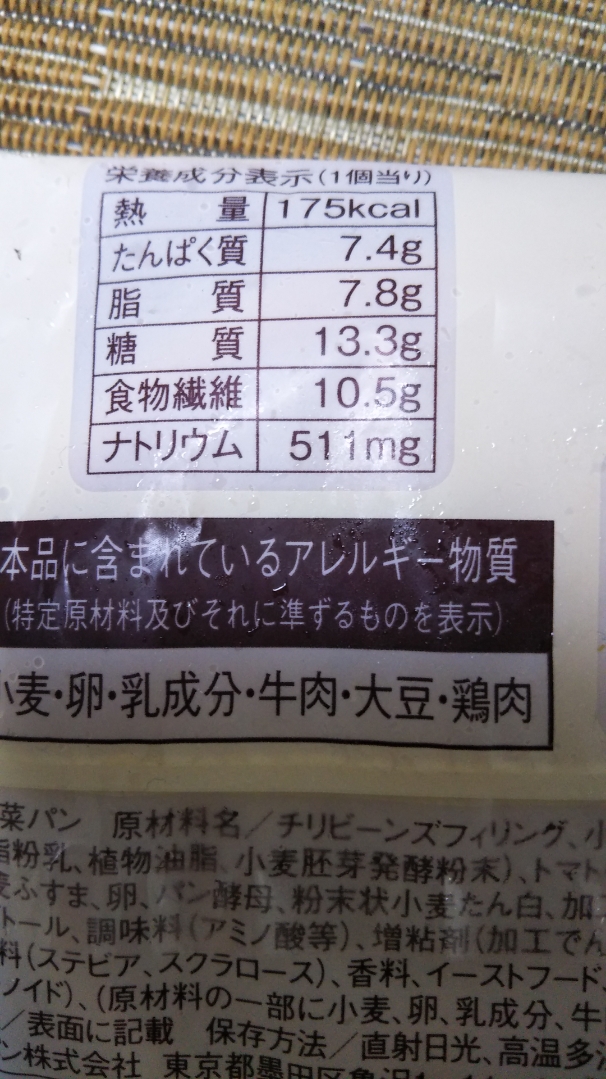 栄養成分表示(1個当り)
熱量 175kcal
たんぱく質 7.4g
脂質 7.8g
糖質 13.3g
食物繊維 10.5g
ナトリウム 511mg
本品に含まれているアレルギー物質
(特定原材料及びそれに準ずるものを表示)
小麦・卵・乳成分・牛肉・大豆・鶏肉
菜パン 原材料名／チリビーンズフィリング、小
脂粉乳、植物油脂、小麦胚芽発酵粉末)、トマト
麦ふすま、卵、パン酵母、粉末状小麦たん白、加
トール、調味料(アミノ酸等)、増粘剤(加工でん
料(ステビア、スクラロース)、香料、イーストフード、
ノイド)、(原材料の一部に小麦、卵、乳成分、牛
／表面に記載 保存方法／直射日光、高温多
ン株式会社 東京都墨田区亀沢1